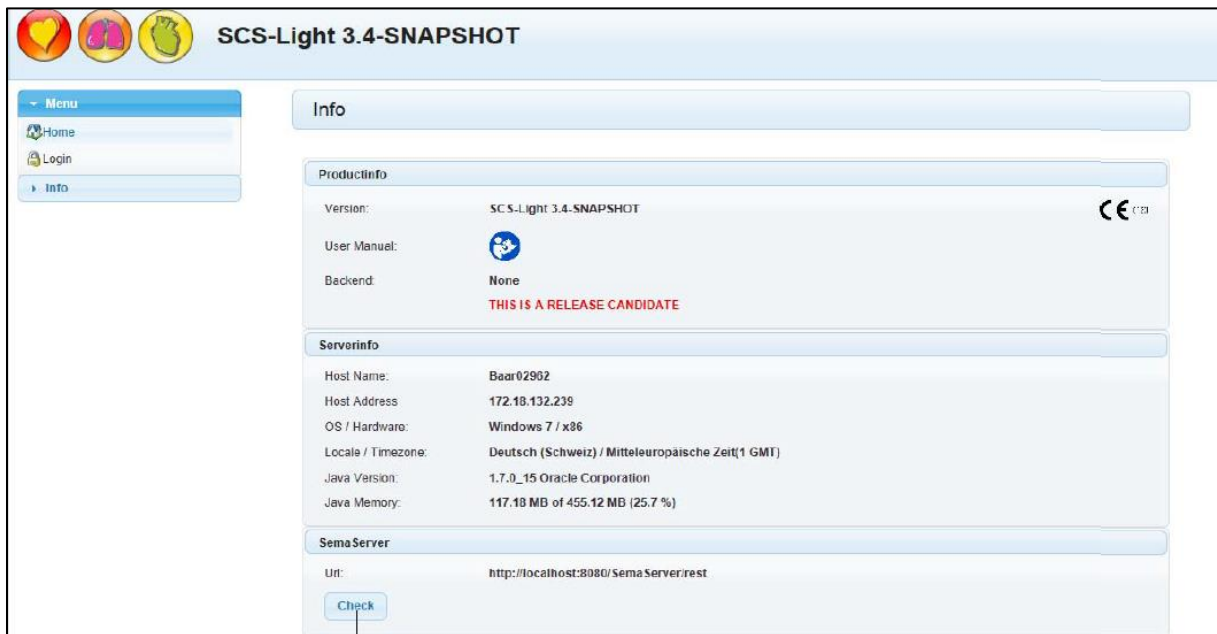 SCS-Light 3.4-SNAPSHOT
Menu
Home
Login
Info
Info
Productinfo
Version: SCS-Light 3.4-SNAPSHOT
User Manual:
Backend: None
THIS IS A RELEASE CANDIDATE
Serverinfo
Host Name: Baar02962
Host Address 172.18.132.239
OS / Hardware: Windows 7 / x86
Locale / Timezone: Deutsch (Schweiz) / Mitteleuropäische Zeit(1 GMT)
Java Version: 1.7.0_15 Oracle Corporation
Java Memory: 117.18 MB of 455.12 MB (25.7 %)
SemaServer
Url: http://localhost:8080/SemaServer/rest
Check